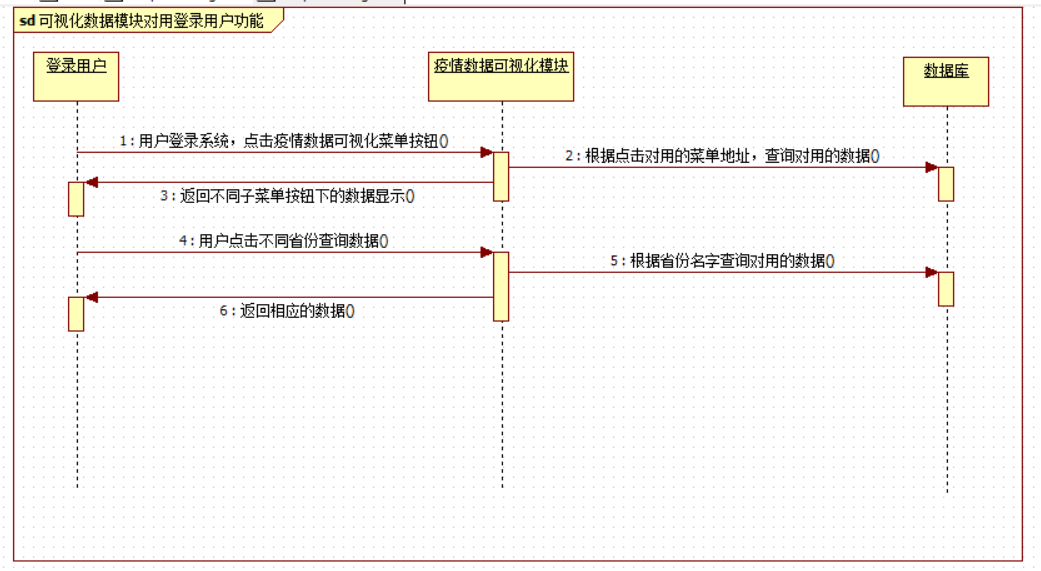 sd 可视化数据模块对用登录用户功能
登录用户
疫情数据可视化模块
数据库
1 : 用户登录系统，点击疫情数据可视化菜单按钮()
2 : 根据点击对用的菜单地址，查询对用的数据()
3 : 返回不同子菜单按钮下的数据显示()
4 : 用户点击不同省份查询数据()
5 : 根据省份名字查询对用的数据()
6 : 返回相应的数据()